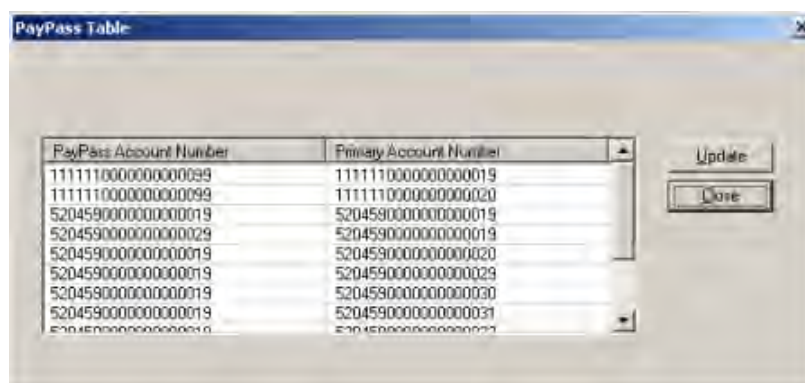 PayPass Table
PayPass Account Number Primary Account Number
1111110000000000099 1111110000000000019
1111110000000000099 1111110000000000020
5204590000000000019 5204590000000000019
5204590000000000029 5204590000000000019
5204590000000000019 5204590000000000020
5204590000000000019 5204590000000000029
5204590000000000019 5204590000000000030
5204590000000000019 5204590000000000031
Update
Close